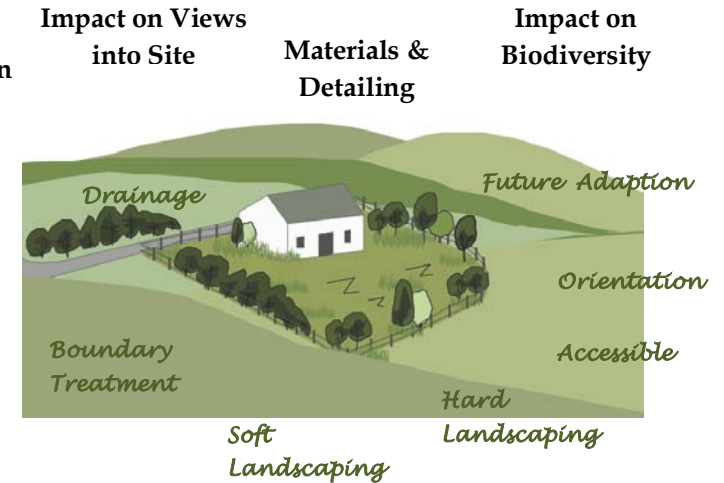 Impact on Views
into Site
Materials &
Detailing
Impact on
Biodiversity
n
Drainage
Future Adaption
Orientation
Boundary
Treatment
Accessible
Hard
Landscaping
Soft
Landscaping